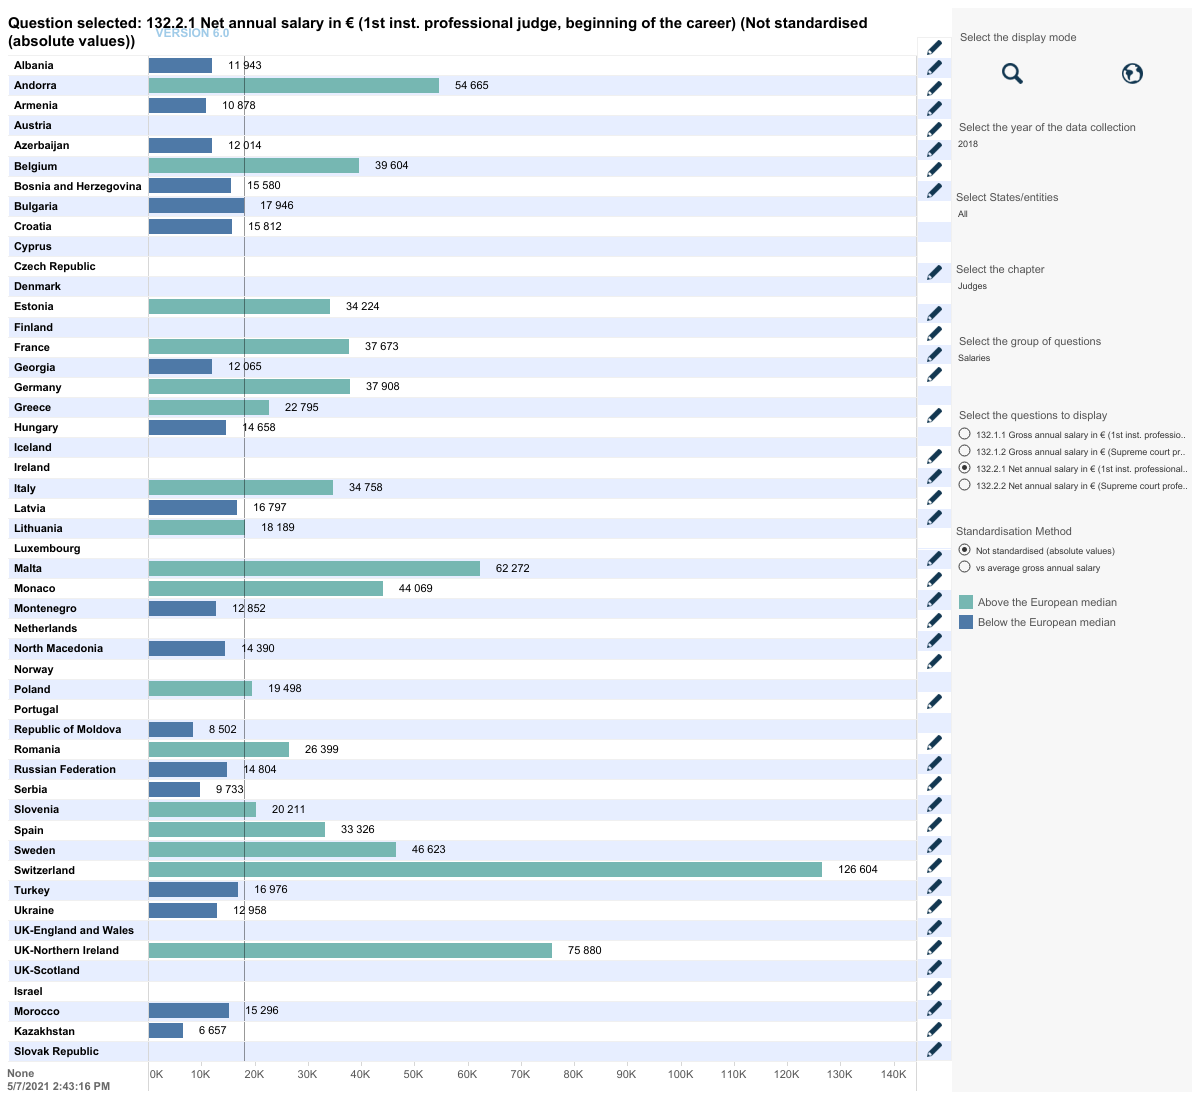 Question selected: 132.2.1 Net annual salary in € (1st inst. professional judge, beginning of the career) (Not standardised
(absolute values))
VERSION 6.0
Albania 11 943
Andorra 54 665
Armenia 10 878
Austria
Azerbaijan 12 014
Belgium 39 604
Bosnia and Herzegovina 15 580
Bulgaria 17 946
Croatia 15 812
Cyprus
Czech Republic
Denmark
Estonia 34 224
Finland
France 37 673
Georgia 12 065
Germany 37 908
Greece 22 795
Hungary 14 658
Iceland
Ireland
Italy 34 758
Latvia 16 797
Lithuania 18 189
Luxembourg
Malta 62 272
Monaco 44 069
Montenegro 12 852
Netherlands
North Macedonia 14 390
Norway
Poland 19 498
Portugal
Republic of Moldova 8 502
Romania 26 399
Russian Federation 14 804
Serbia 9 733
Slovenia 20 211
Spain 33 326
Sweden 46 623
Switzerland 126 604
Turkey 16 976
Ukraine 12 958
UK-England and Wales
UK-Northern Ireland 75 880
UK-Scotland
Israel
Morocco 15 296
Kazakhstan 6 657
Slovak Republic
0K 10K 20K 30K 40K 50K 60K 70K 80K 90K 100K 110K 120K 130K 140K
None
5/7/2021 2:43:16 PM
Select the display mode
Select the year of the data collection
2018
Select States/entities
All
Select the chapter
Judges
Select the group of questions
Salaries
Select the questions to display
132.1.1 Gross annual salary in € (1st inst. professio..
132.1.2 Gross annual salary in € (Supreme court pr..
132.2.1 Net annual salary in € (1st inst. professional..
132.2.2 Net annual salary in € (Supreme court profe..
Standardisation Method
Not standardised (absolute values)
vs average gross annual salary
Above the European median
Below the European median